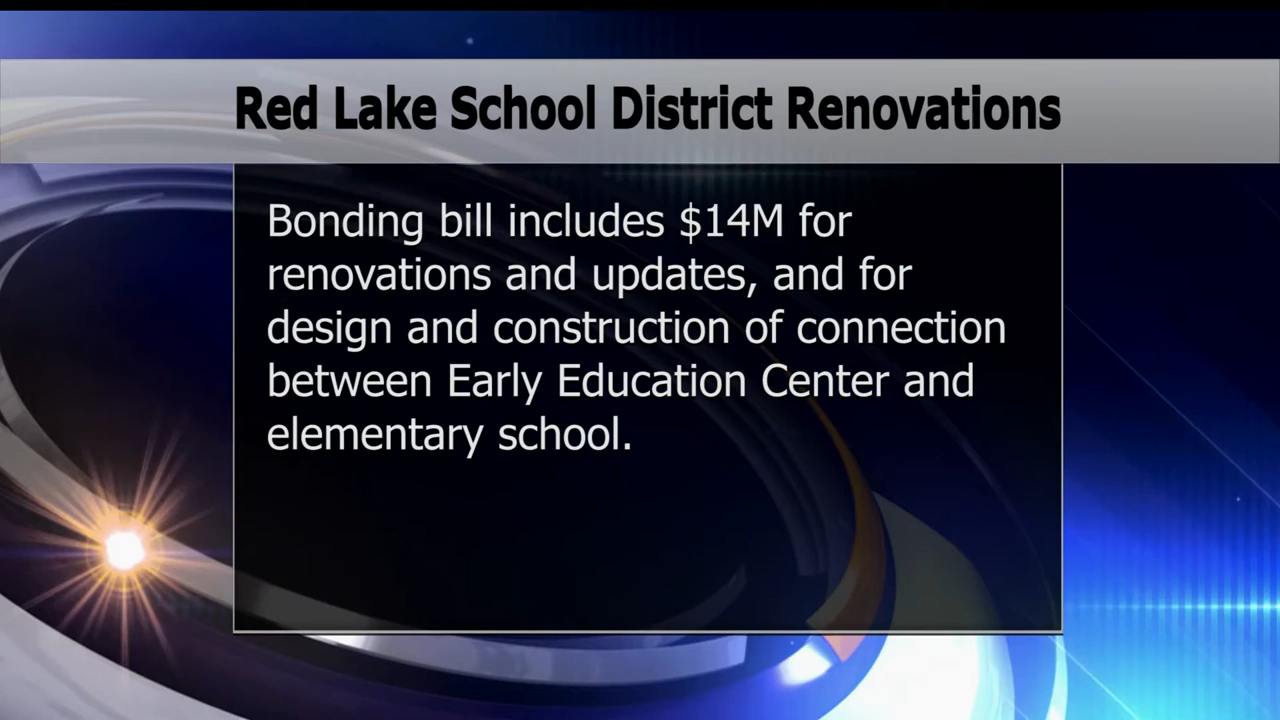 Red Lake School District Renovations
Bonding bill includes $14M for
renovations and updates, and for
design and construction of connection
between Early Education Center and
elementary school.